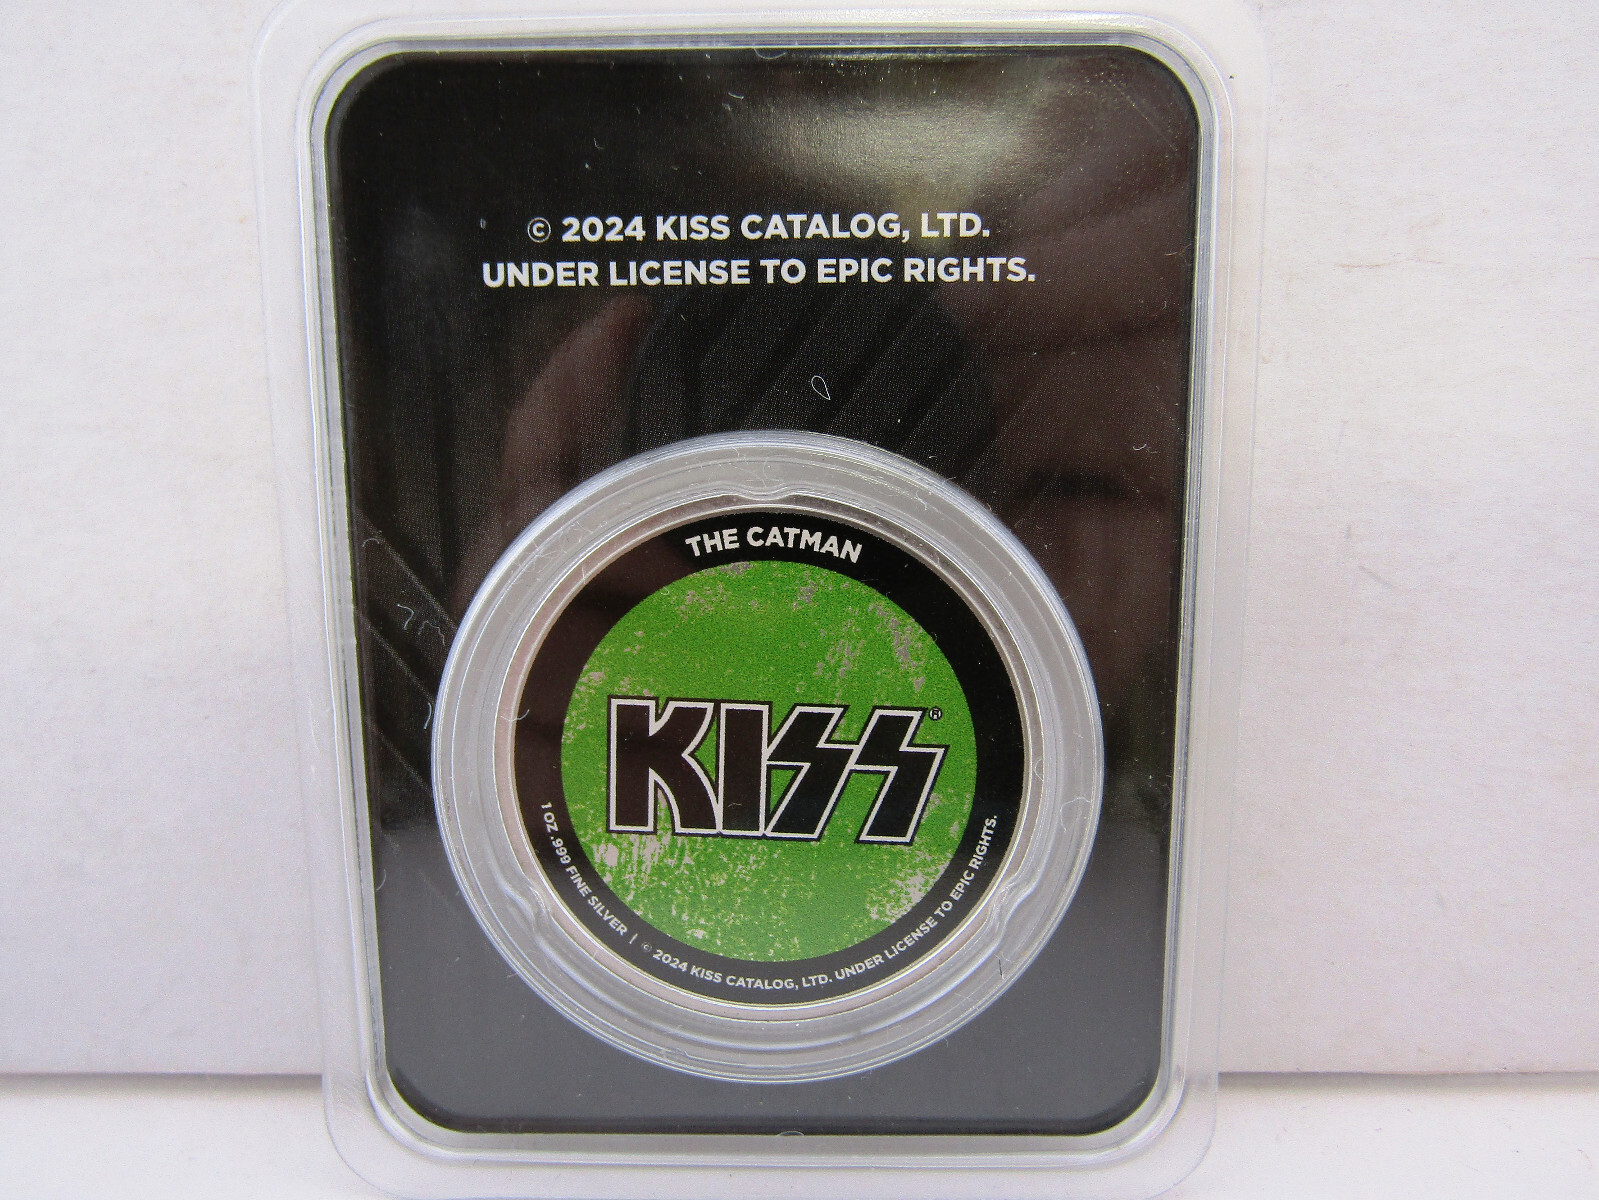 © 2024 KISS CATALOG, LTD.
UNDER LICENSE TO EPIC RIGHTS.
THE CATMAN
KISS®
1 OZ .999 FINE SILVER | © 2024 KISS CATALOG, LTD. UNDER LICENSE TO EPIC RIGHTS.